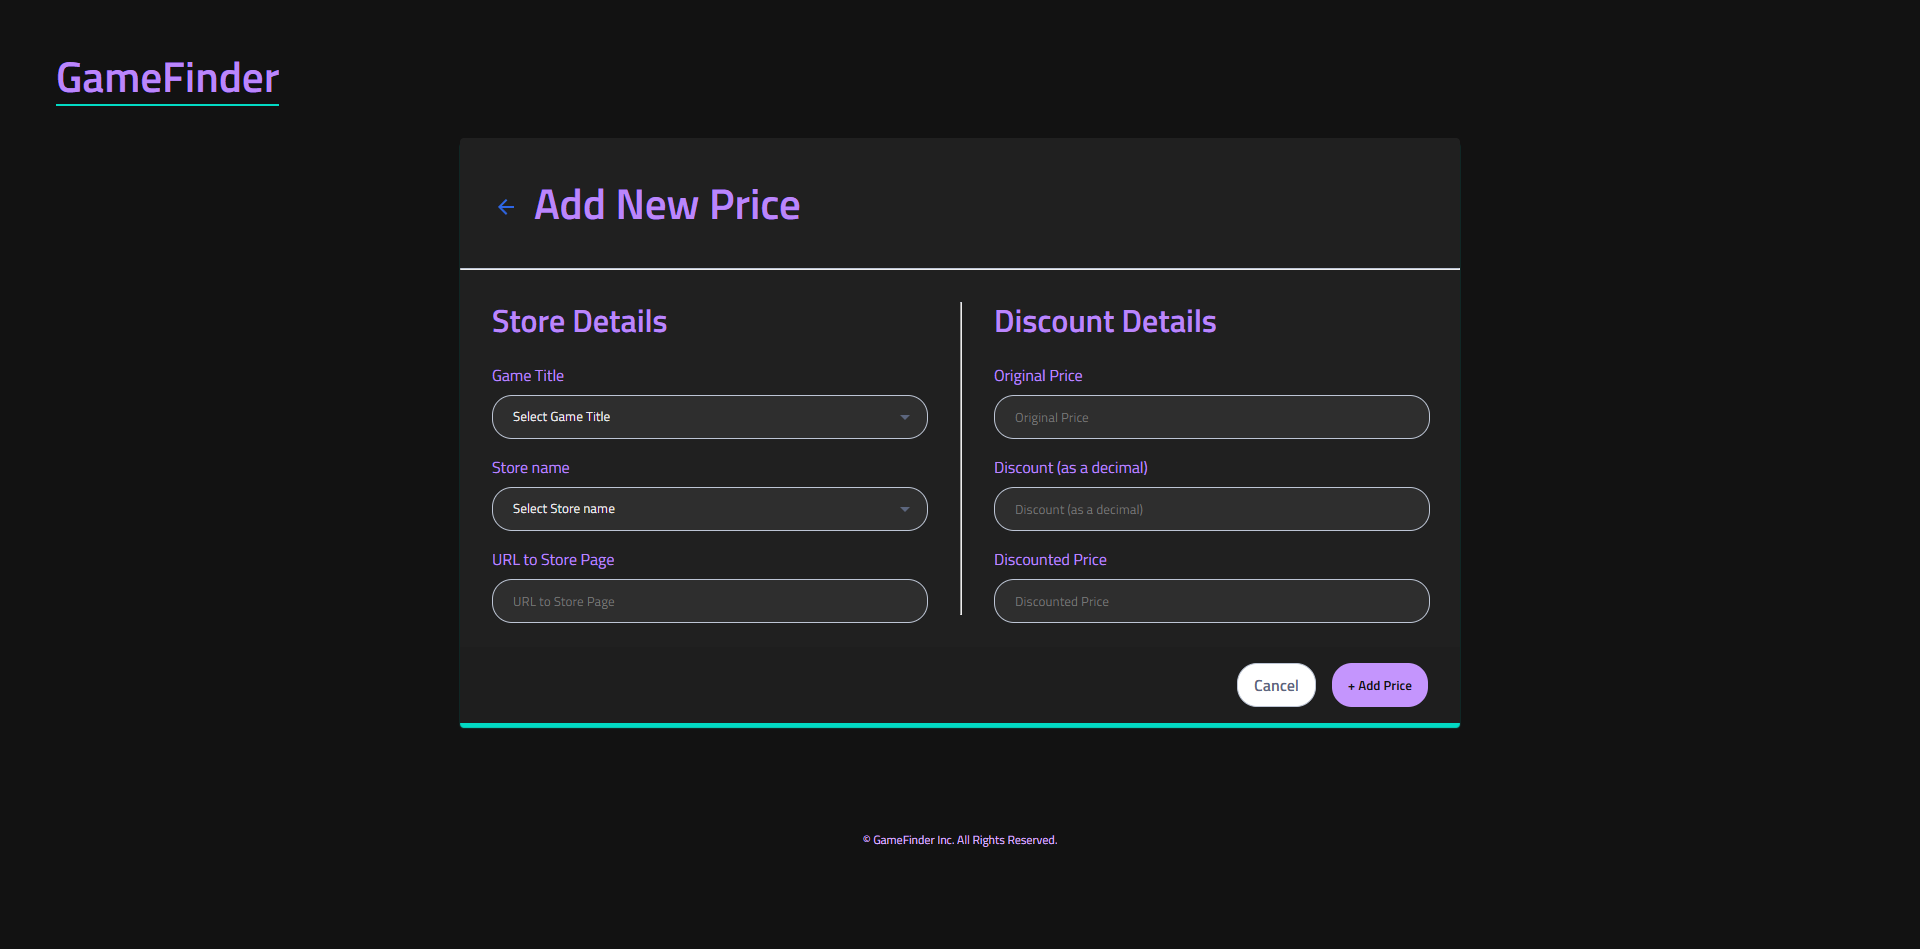 GameFinder
Add New Price
Store Details
Game Title
Select Game Title
Store name
Select Store name
URL to Store Page
URL to Store Page
Discount Details
Original Price
Original Price
Discount (as a decimal)
Discount (as a decimal)
Discounted Price
Discounted Price
Cancel
+ Add Price
© GameFinder Inc. All Rights Reserved.